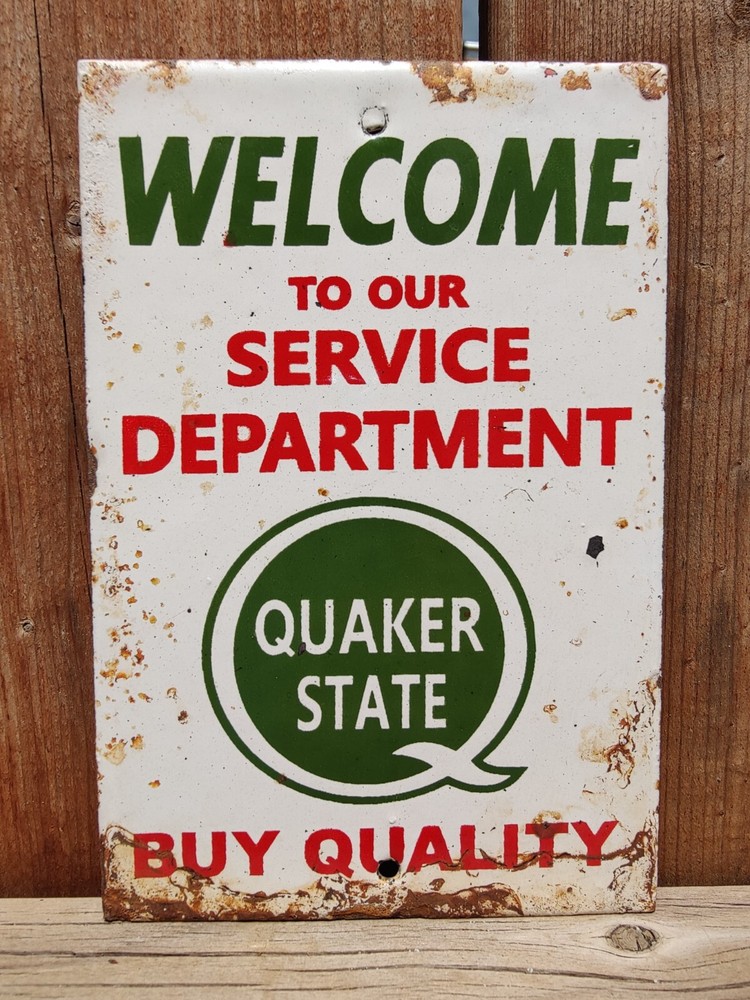 WELCOME
TO OUR
SERVICE
DEPARTMENT
QUAKER
STATE
BUY QUALITY